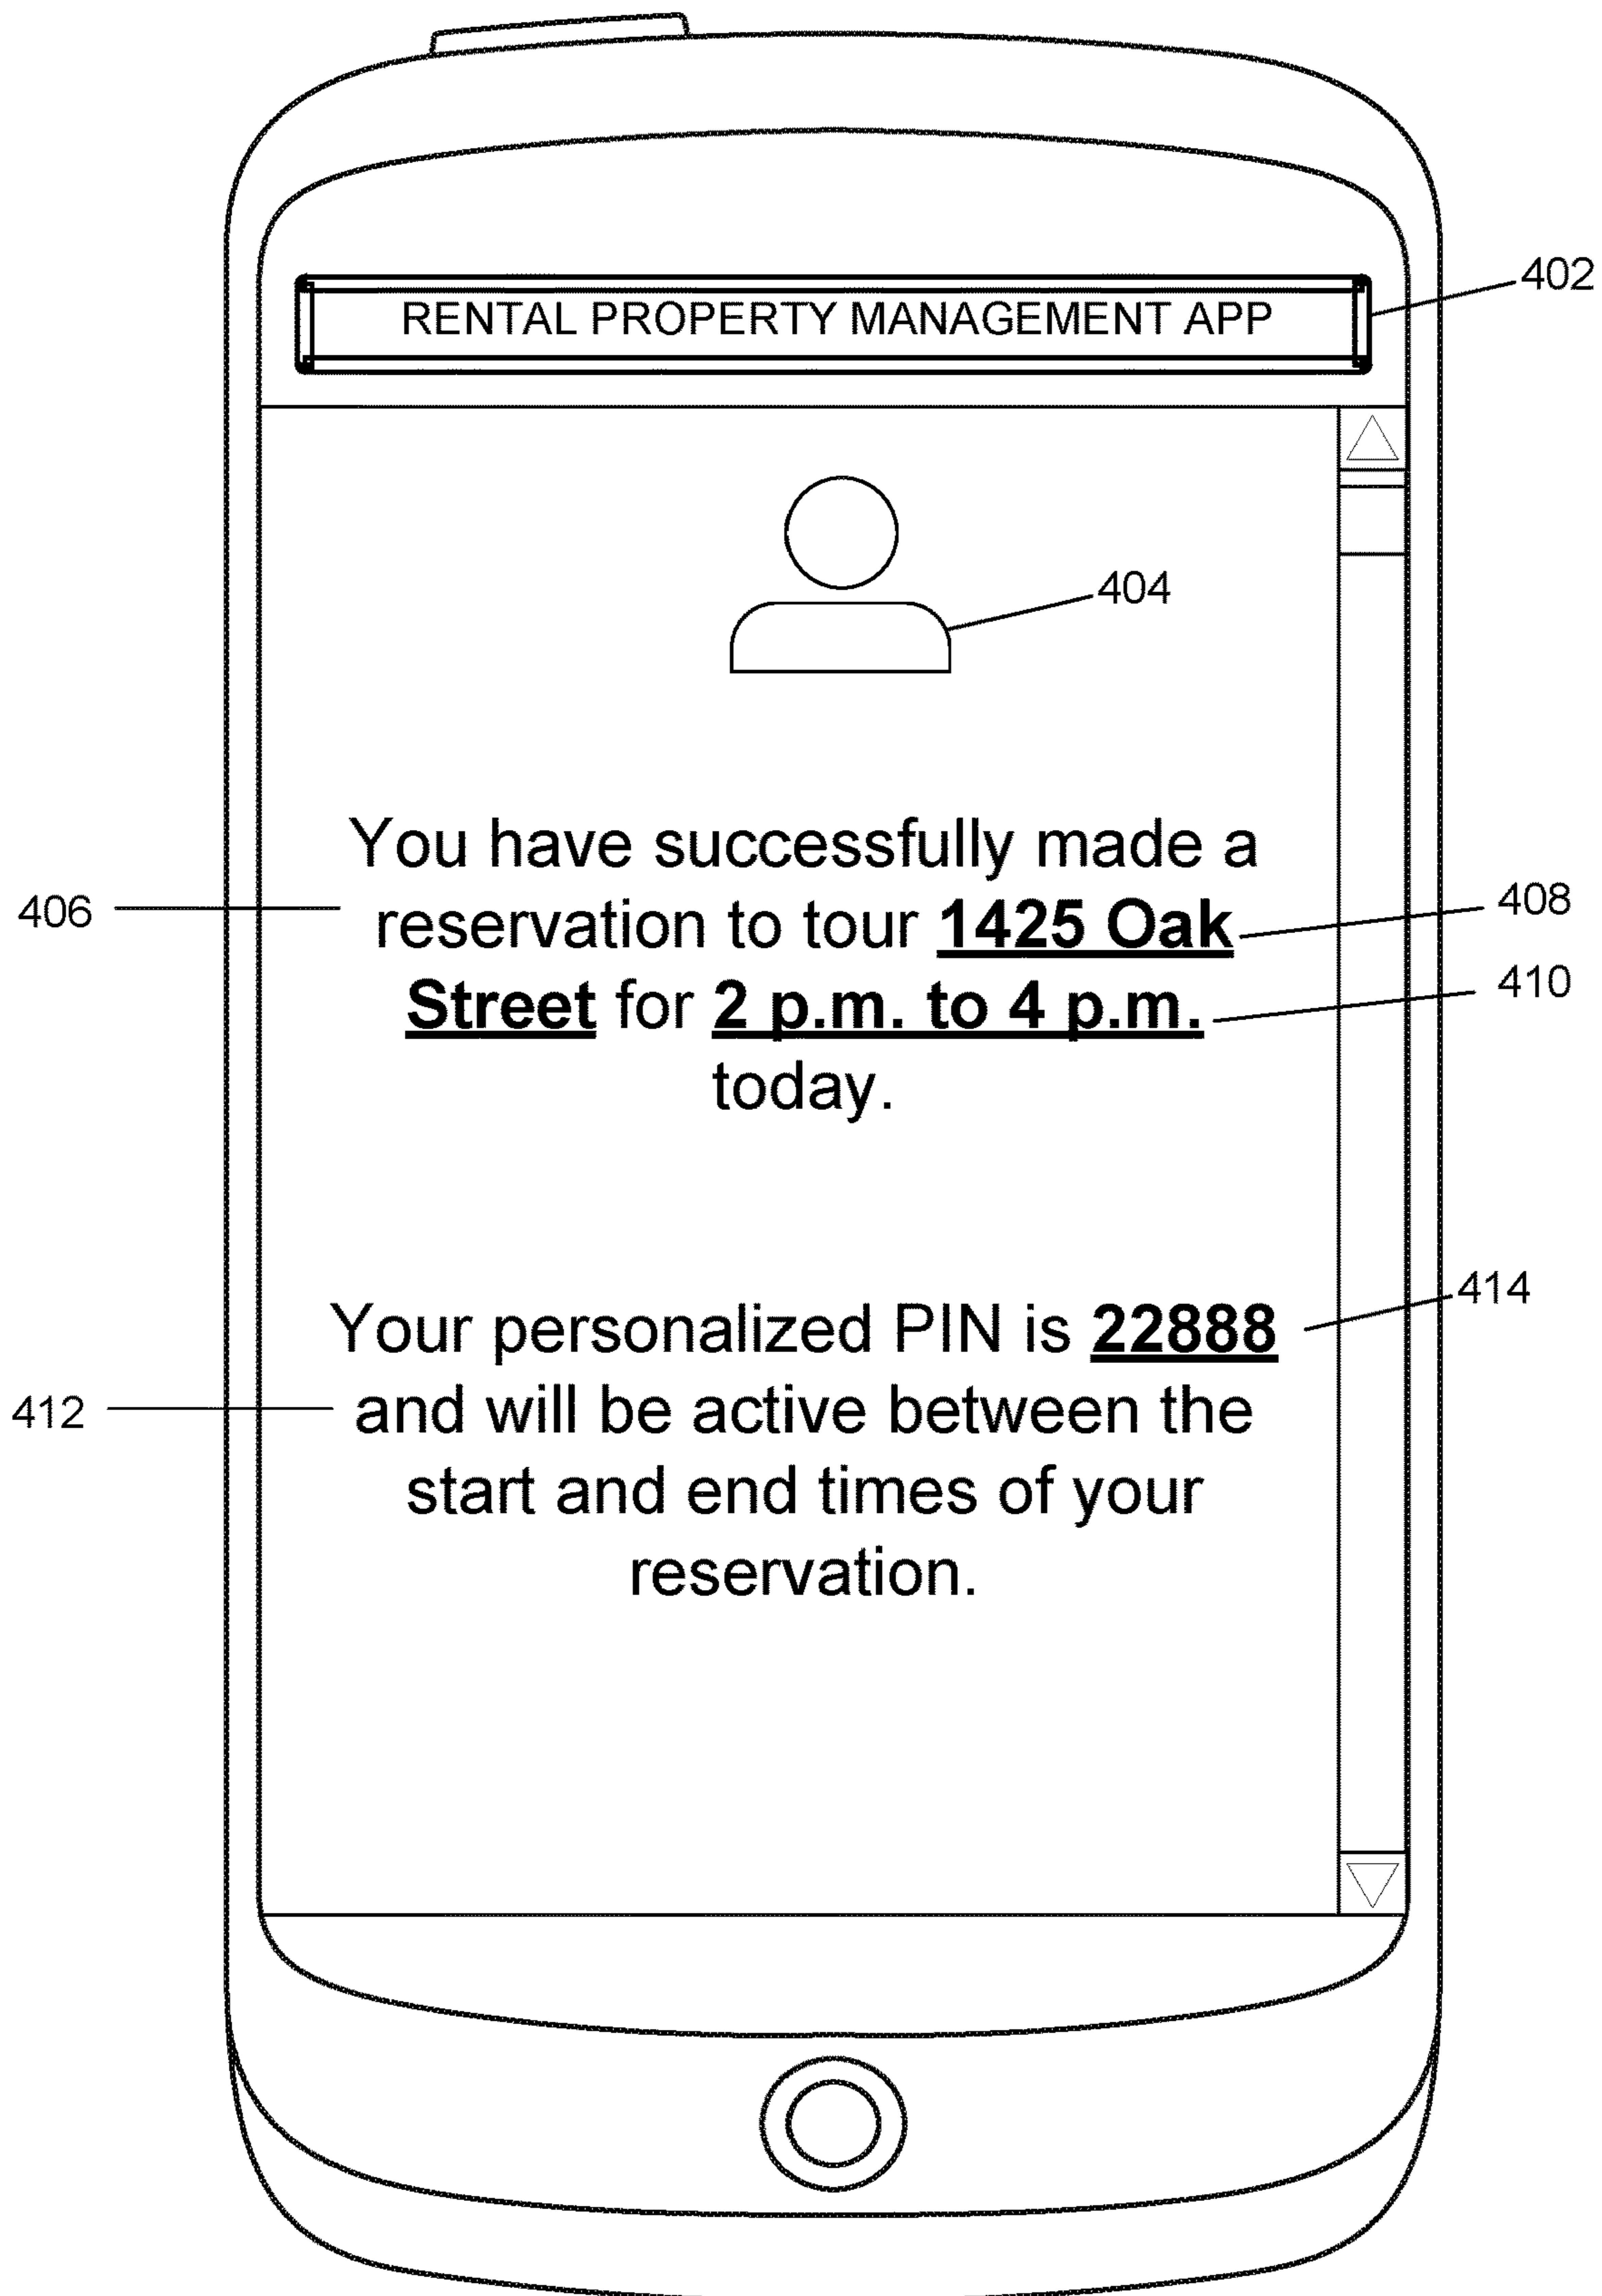 RENTAL PROPERTY MANAGEMENT APP
402
404
You have successfully made a
406
reservation to tour 1425 Oak
408
Street for 2 p.m. to 4 p.m.
410
today.
Your personalized PIN is 22888
414
412
and will be active between the
start and end times of your
reservation.